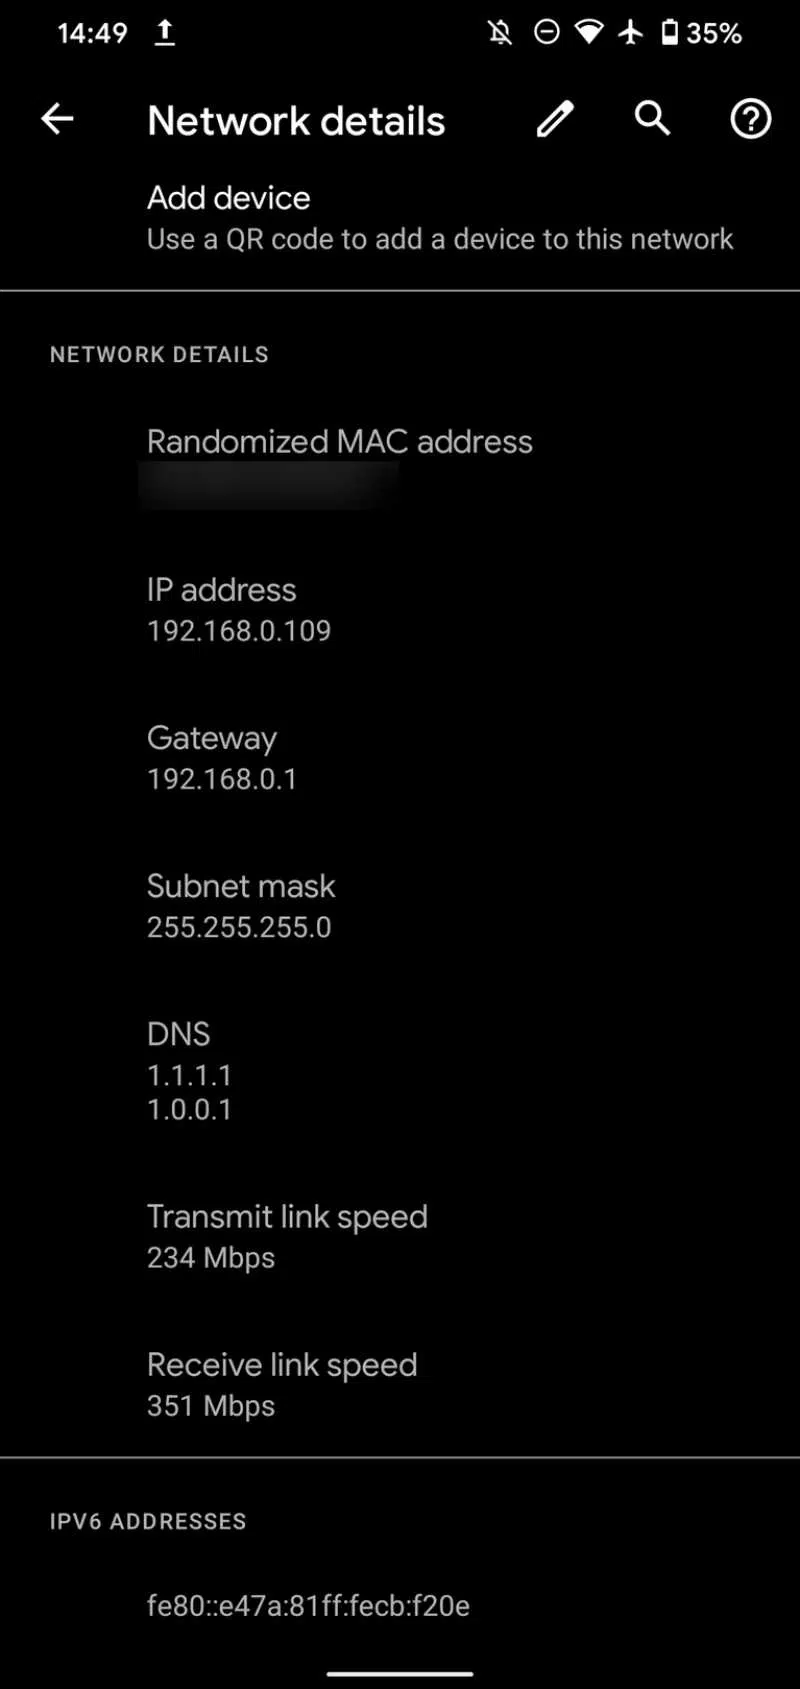 14:49 35%
Network details
Add device
Use a QR code to add a device to this network
NETWORK DETAILS
Randomized MAC address
IP address
192.168.0.109
Gateway
192.168.0.1
Subnet mask
255.255.255.0
DNS
1.1.1.1
1.0.0.1
Transmit link speed
234 Mbps
Receive link speed
351 Mbps
IPV6 ADDRESSES
fe80::e47a:81ff:fecb:f20e